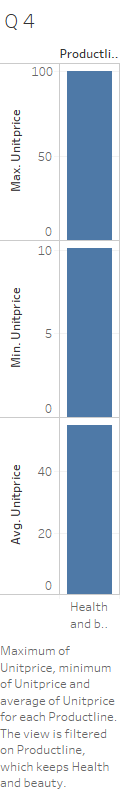 Q 4
Productli..
100
Max. Unitprice
50
0
10
Min. Unitprice
5
0
Avg. Unitprice
40
20
0
Health
and b..
Maximum of
Unitprice, minimum
of Unitprice and
average of Unitprice
for each Productline.
The view is filtered
on Productline,
which keeps Health
and beauty.